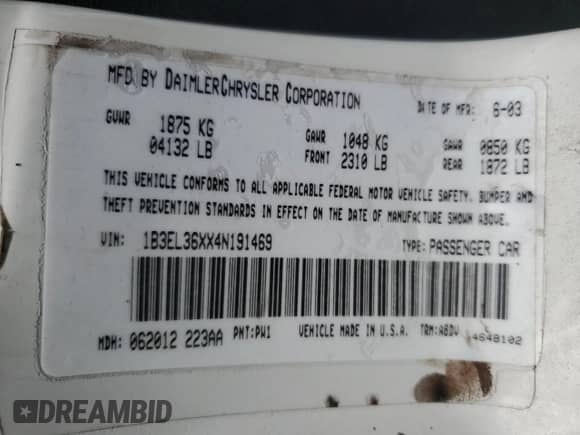 MFD BY DAIMLERCHRYSLER CORPORATION DATE OF MFR: 6-03
GVWR 1875 KG GAWR 1048 KG GAWR 0850 KG
04132 LB FRONT 2310 LB REAR 1872 LB
THIS VEHICLE CONFORMS TO ALL APPLICABLE FEDERAL MOTOR VEHICLE SAFETY, BUMPER AND
THEFT PREVENTION STANDARDS IN EFFECT ON THE DATE OF MANUFACTURE SHOWN ABOVE.
VIN: 1B3EL36XX4N191469 TYPE: PASSENGER CAR
MDH: 062012 223AA PNT: PW1 VEHICLE MADE IN U.S.A. TRM: A8DV 4648102
DREAMBID